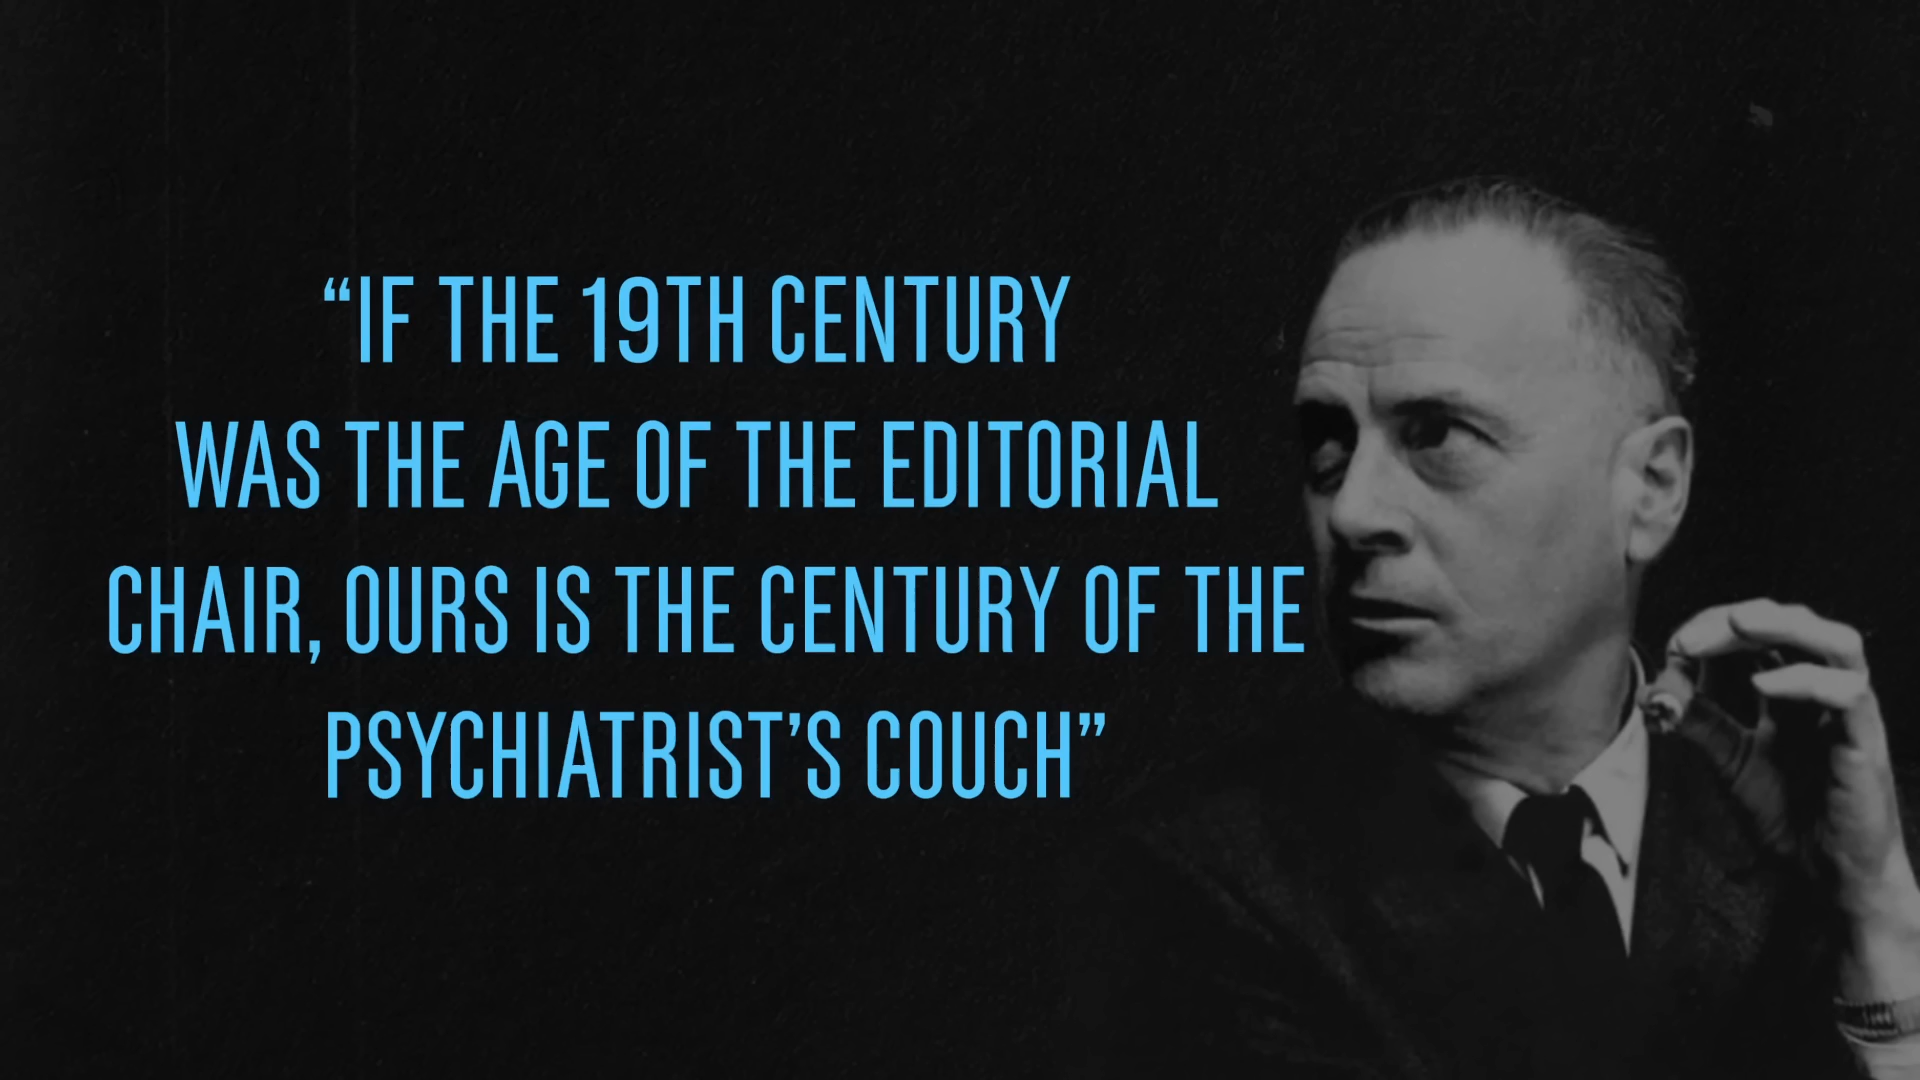 “IF THE 19TH CENTURY
WAS THE AGE OF THE EDITORIAL
CHAIR, OURS IS THE CENTURY OF THE
PSYCHIATRIST’S COUCH”